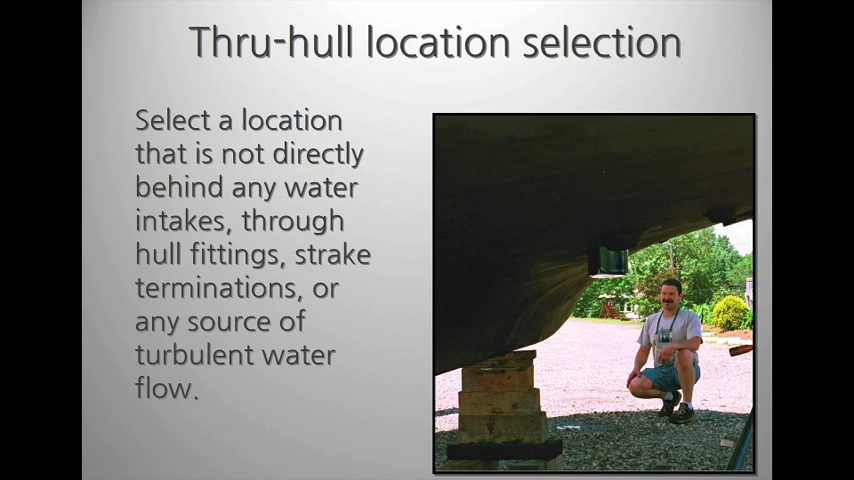 Thru-hull location selection
Select a location
that is not directly
behind any water
intakes, through
hull fittings, strake
terminations, or
any source of
turbulent water
flow.